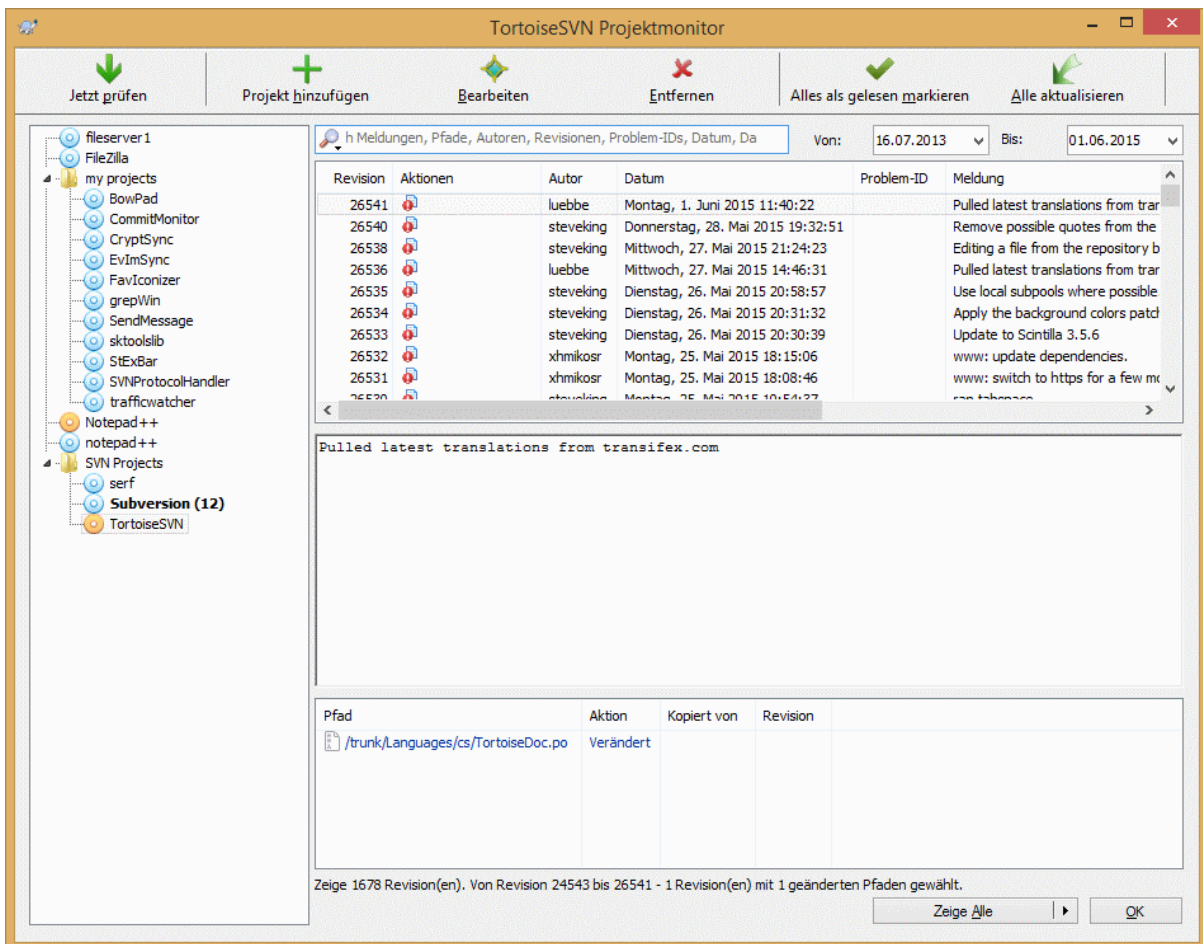 TortoiseSVN Projektmonitor
Jetzt prüfen Projekt hinzufügen Bearbeiten Entfernen Alles als gelesen markieren Alle aktualisieren
fileserver1
FileZilla
my projects
BowPad
CommitMonitor
CryptSync
EvImSync
FavIconizer
grepWin
SendMessage
sktoolslib
StExBar
SVNProtocolHandler
trafficwatcher
Notepad++
notepad++
SVN Projects
serf
Subversion (12)
TortoiseSVN
h Meldungen, Pfade, Autoren, Revisionen, Problem-IDs, Datum, Da Von: 16.07.2013 Bis: 01.06.2015
Revision Aktionen Autor Datum Problem-ID Meldung
26541 luebbe Montag, 1. Juni 2015 11:40:22 Pulled latest translations from tran
26540 steveking Donnerstag, 28. Mai 2015 19:32:51 Remove possible quotes from the
26538 steveking Mittwoch, 27. Mai 2015 21:24:23 Editing a file from the repository b
26536 luebbe Mittwoch, 27. Mai 2015 14:46:31 Pulled latest translations from tran
26535 steveking Dienstag, 26. Mai 2015 20:58:57 Use local subpools where possible
26534 steveking Dienstag, 26. Mai 2015 20:31:32 Apply the background colors patch
26533 steveking Dienstag, 26. Mai 2015 20:30:39 Update to Scintilla 3.5.6
26532 xhmikosr Montag, 25. Mai 2015 18:15:06 www: update dependencies.
26531 xhmikosr Montag, 25. Mai 2015 18:08:46 www: switch to https for a few mo
26530 steveking Montag, 25. Mai 2015
Pulled latest translations from transifex.com
Pfad Aktion Kopiert von Revision
/trunk/Languages/cs/TortoiseDoc.po Verändert
Zeige 1678 Revision(en). Von Revision 24543 bis 26541 - 1 Revision(en) mit 1 geänderten Pfaden gewählt.
Zeige Alle OK